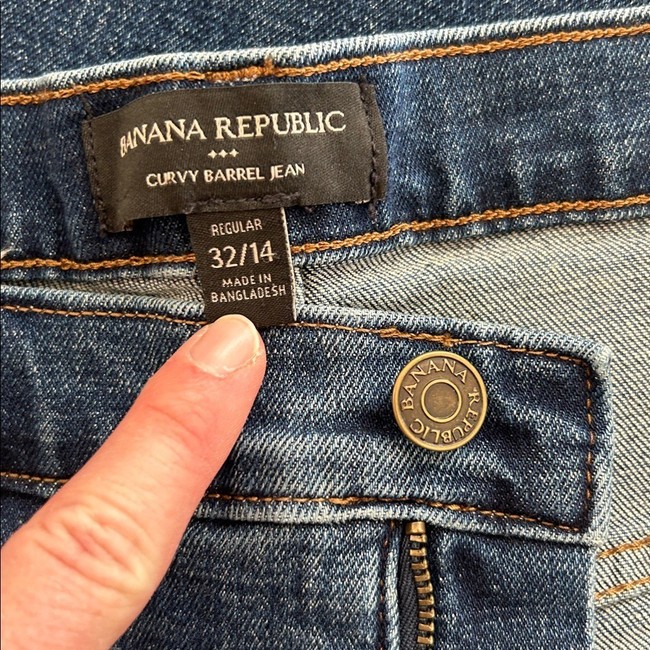 BANANA REPUBLIC
CURVY BARREL JEAN
REGULAR
32/14
MADE IN
BANGLADESH
BANANA REPUBLIC